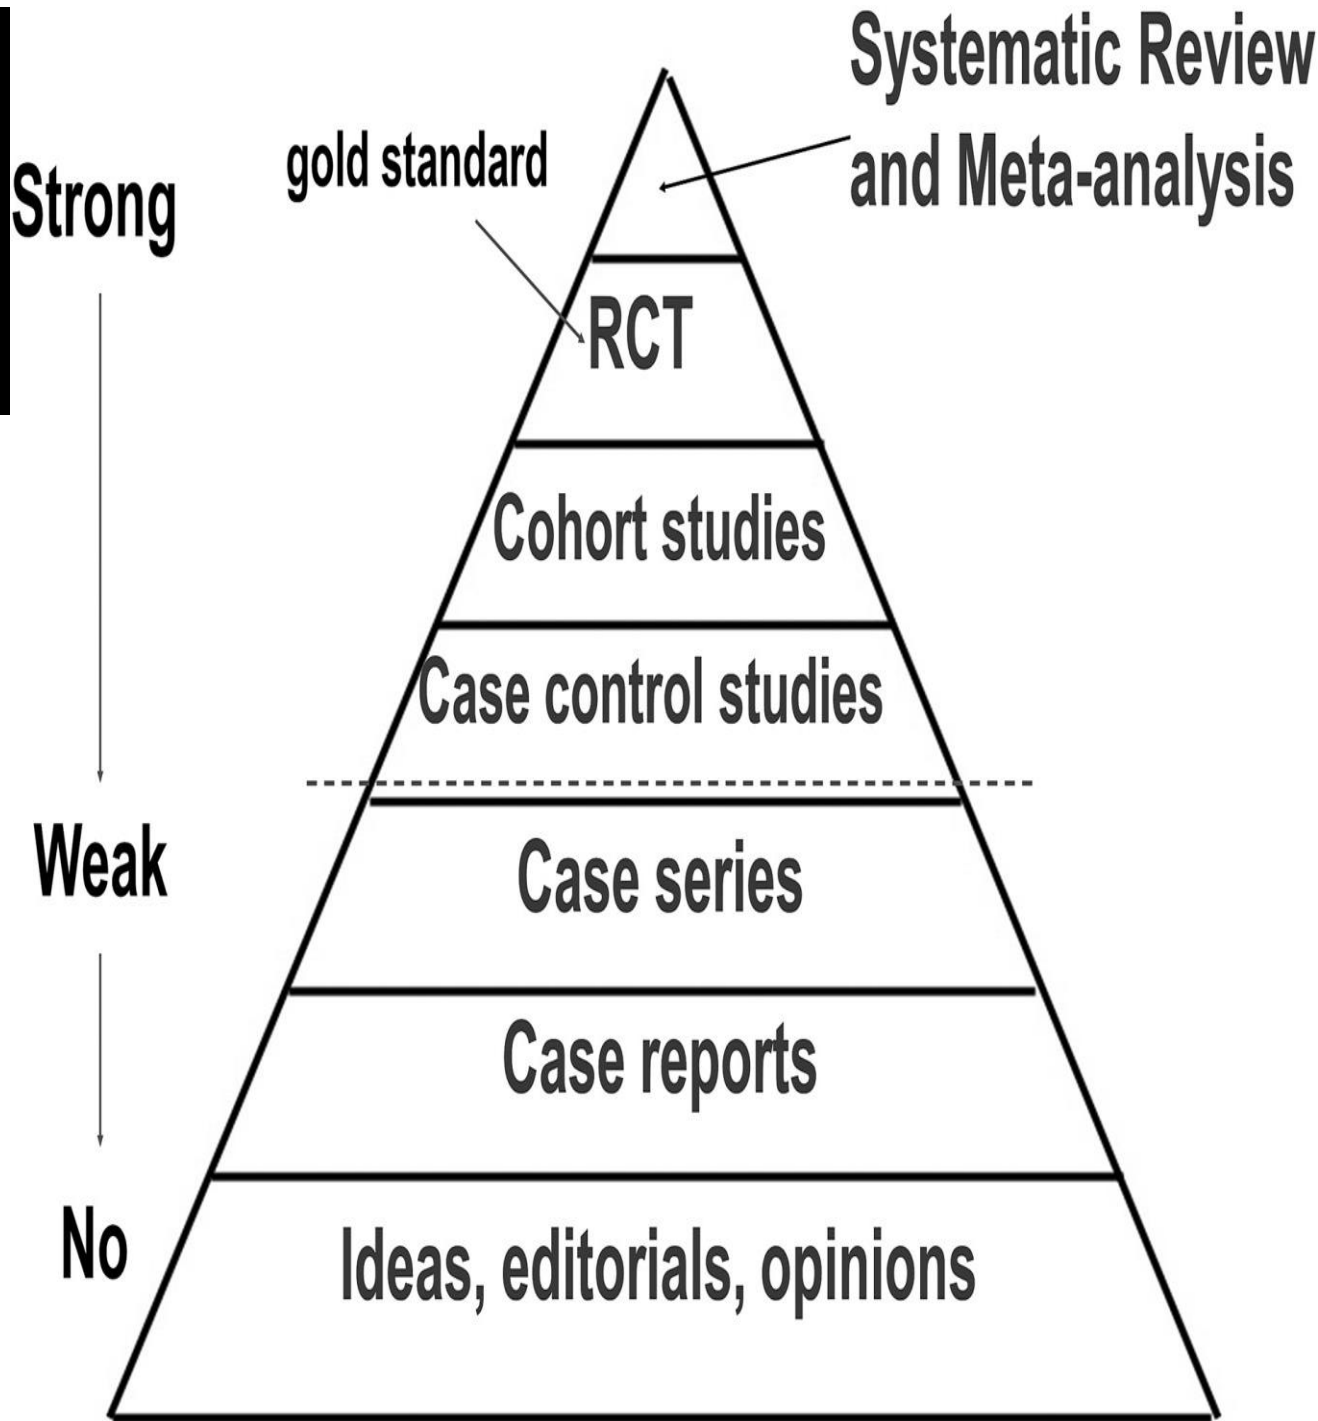 Systematic Review
and Meta-analysis
gold standard
Strong
RCT
Cohort studies
Case control studies
Weak
Case series
Case reports
No
Ideas, editorials, opinions